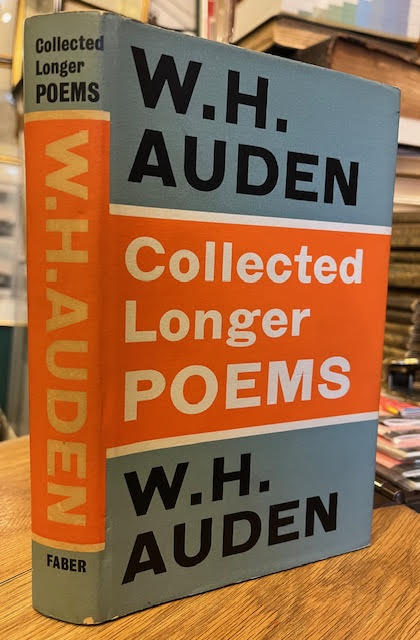 Collected
Longer
POEMS
W.H.AUDEN
FABER
W.H.
AUDEN
Collected
Longer
POEMS
W.H.
AUDEN